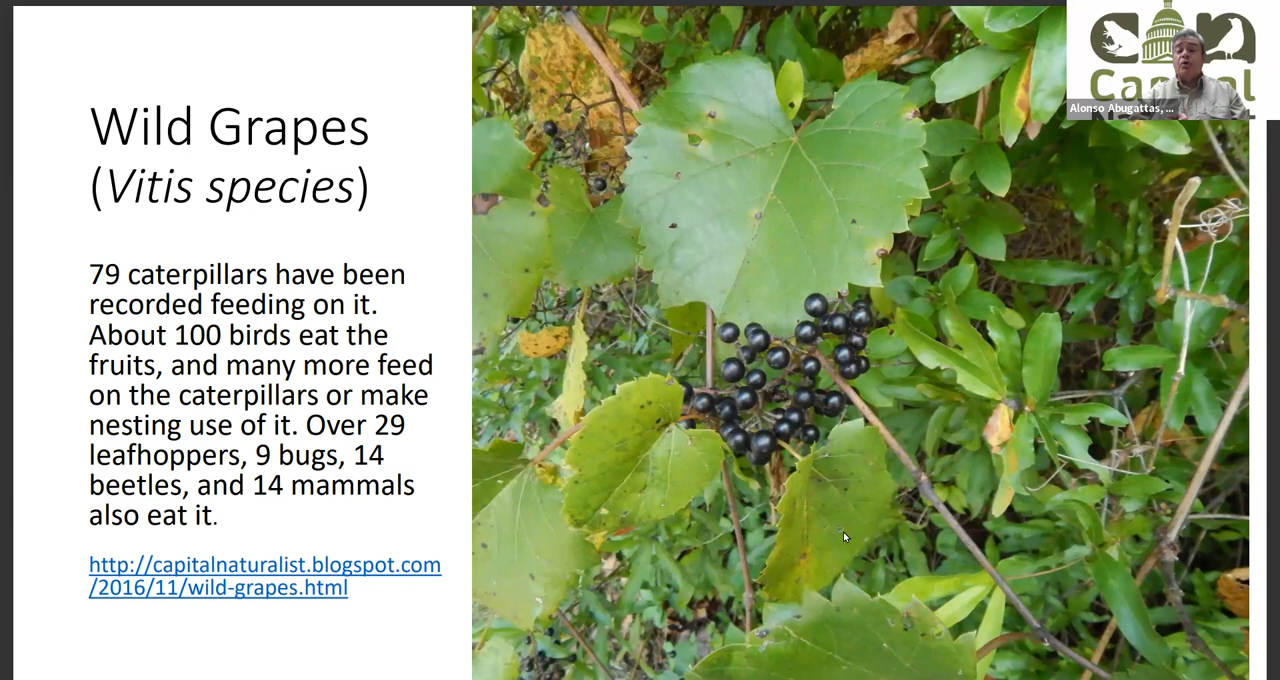 Wild Grapes
(Vitis species)
79 caterpillars have been
recorded feeding on it.
About 100 birds eat the
fruits, and many more feed
on the caterpillars or make
nesting use of it. Over 29
leafhoppers, 9 bugs, 14
beetles, and 14 mammals
also eat it.
http://capitalnaturalist.blogspot.com
/2016/11/wild-grapes.html
Alonso Abugattas, ...